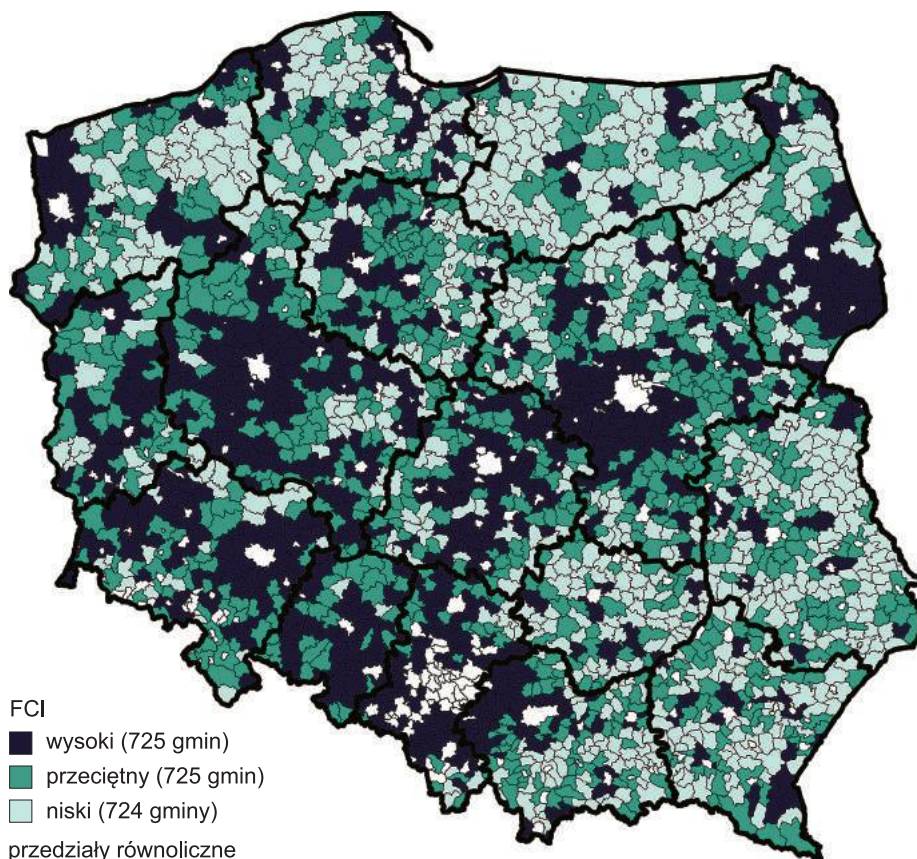 FCI
wysoki (725 gmin)
przeciętny (725 gmin)
niski (724 gminy)
przedziały równoliczne